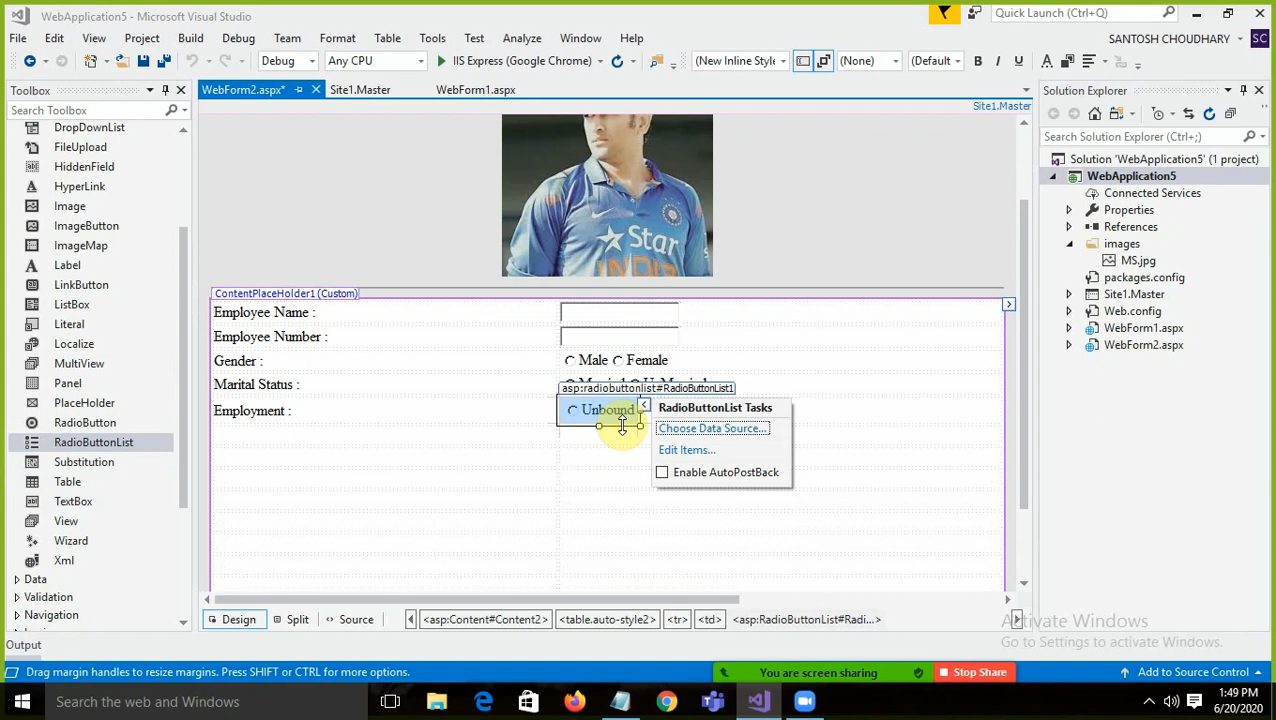 WebApplication5 - Microsoft Visual Studio
Quick Launch (Ctrl+Q)
File Edit View Project Build Debug Team Format Table Tools Test Analyze Window Help
SANTOSH CHOUDHARY SC
Debug Any CPU IIS Express (Google Chrome) (New Inline Style (None) (Default B I A
Toolbox
WebForm2.aspx* Site1.Master WebForm1.aspx
Solution Explorer
Search Toolbox
Site1.Master
Search Solution Explorer (Ctrl+;)
DropDownList
FileUpload
HiddenField
HyperLink
Image
ImageButton
ImageMap
Label
LinkButton
ListBox
Literal
Localize
MultiView
Panel
PlaceHolder
RadioButton
RadioButtonList
Substitution
Table
TextBox
View
Wizard
Xml
Data
Validation
Navigation
Output
Star
INDIA
ContentPlaceHolder1 (Custom)
Employee Name :
Employee Number :
Gender : Male Female
Marital Status :
asp:radiobuttonlist#RadioButtonList1
Employment : Unbound
RadioButtonList Tasks
Choose Data Source...
Edit Items...
Enable AutoPostBack
Design Split Source <asp:Content#Content2> <table.auto-style2> <tr> <td> <asp:RadioButtonList#Radi...>
Solution 'WebApplication5' (1 project)
WebApplication5
Connected Services
Properties
References
images
MS.jpg
packages.config
Site1.Master
Web.config
WebForm1.aspx
WebForm2.aspx
Activate Windows
Go to Settings to activate Windows.
Drag margin handles to resize margins. Press SHIFT or CTRL for more options.
You are screen sharing Stop Share
Add to Source Control
Search the web and Windows
1:49 PM
6/20/2020